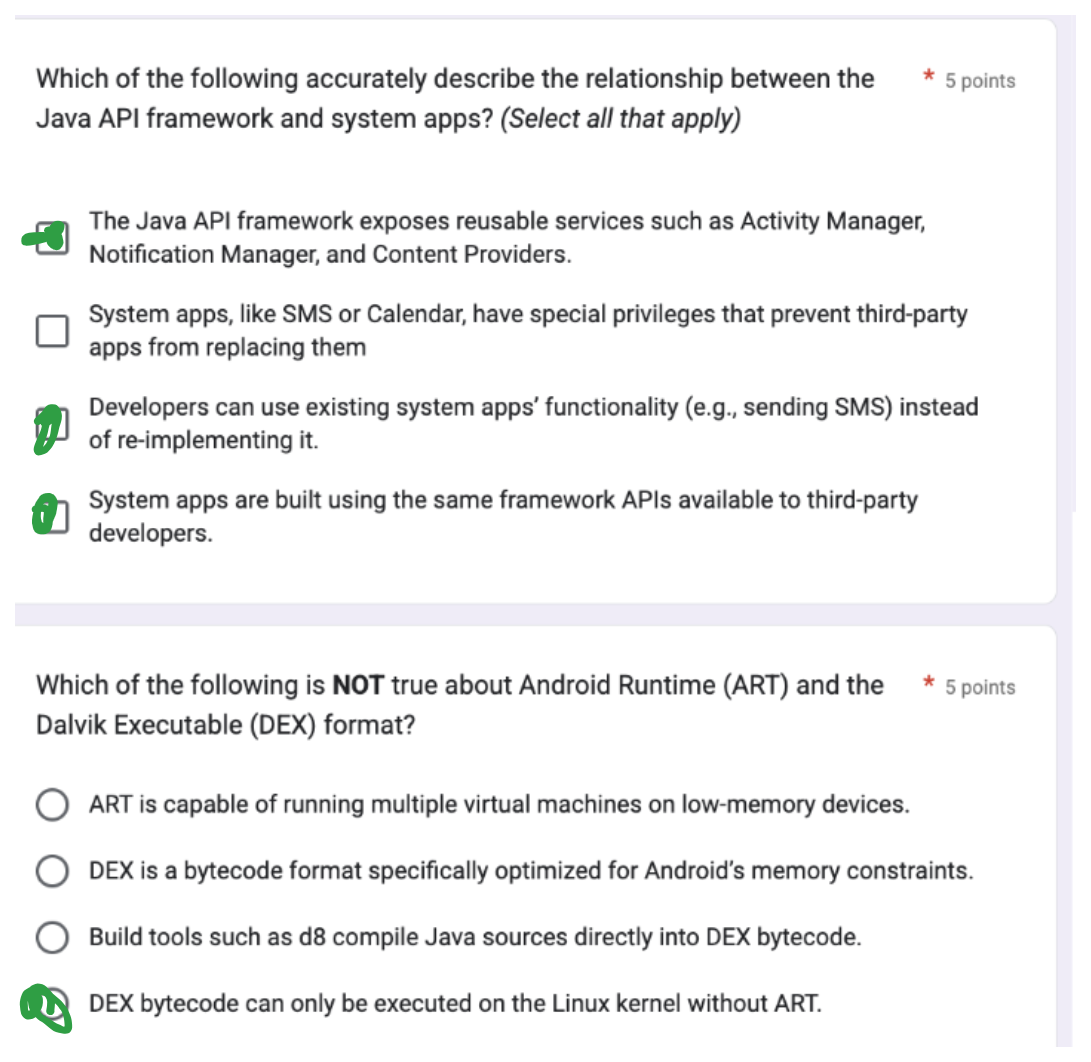 Which of the following accurately describe the relationship between the * 5 points
Java API framework and system apps? (Select all that apply)
The Java API framework exposes reusable services such as Activity Manager,
Notification Manager, and Content Providers.
System apps, like SMS or Calendar, have special privileges that prevent third-party
apps from replacing them
Developers can use existing system apps’ functionality (e.g., sending SMS) instead
of re-implementing it.
System apps are built using the same framework APIs available to third-party
developers.
Which of the following is NOT true about Android Runtime (ART) and the * 5 points
Dalvik Executable (DEX) format?
ART is capable of running multiple virtual machines on low-memory devices.
DEX is a bytecode format specifically optimized for Android’s memory constraints.
Build tools such as d8 compile Java sources directly into DEX bytecode.
DEX bytecode can only be executed on the Linux kernel without ART.